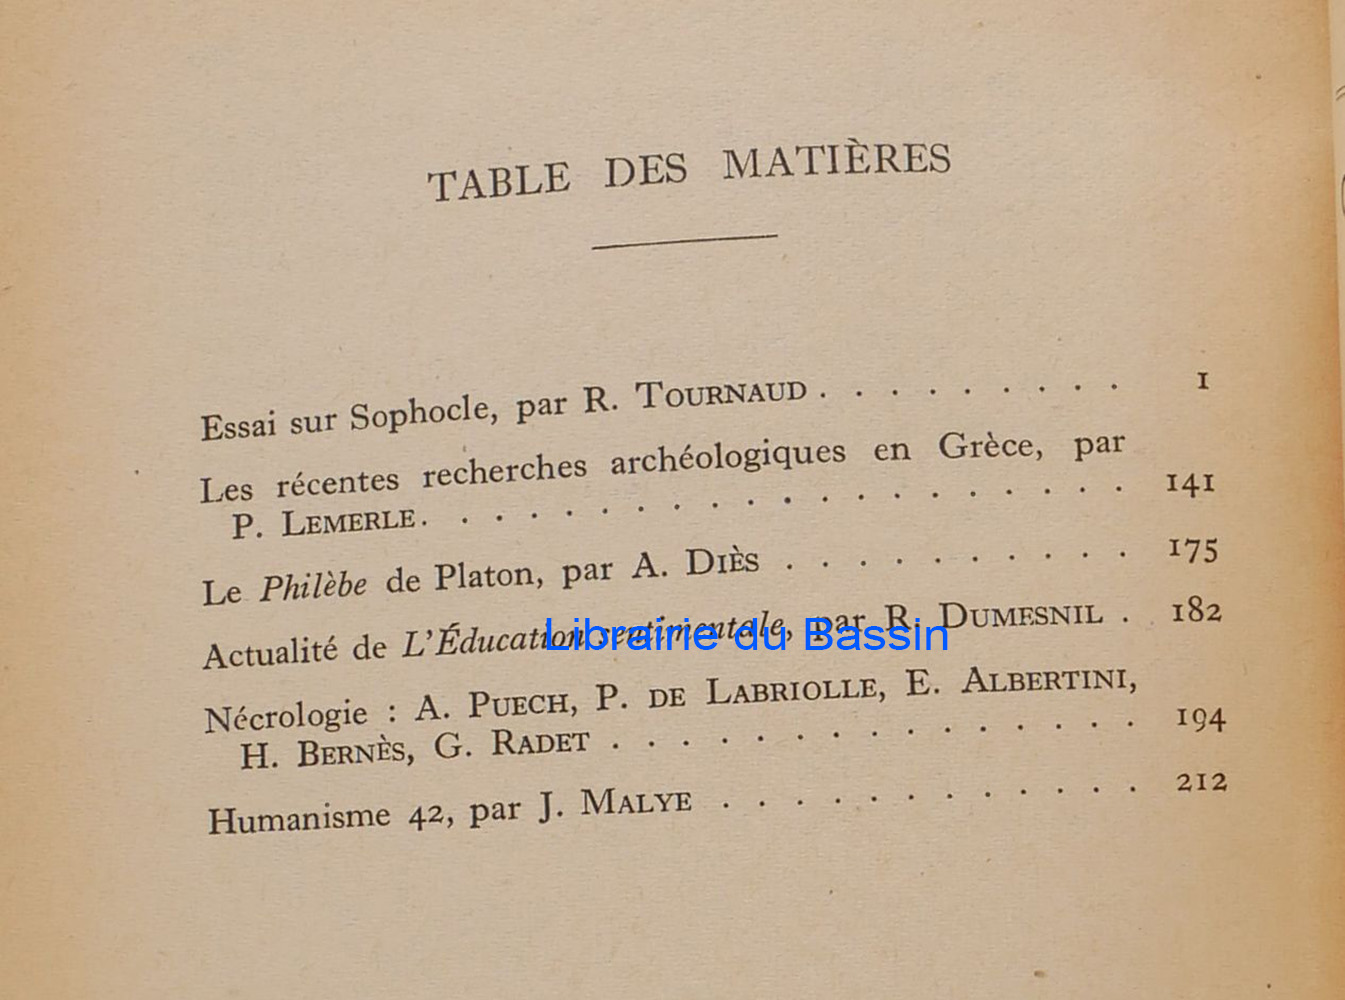 TABLE DES MATIÈRES
Essai sur Sophocle, par R. TOURNAUD . . . . . . . . . 1
Les récentes recherches archéologiques en Grèce, par
P. LEMERLE. . . . . . . . . . . . . . . . . . . . 141
Le Philèbe de Platon, par A. DIÈS . . . . . . . . . . 175
Actualité de L'Éducation sentimentale, par R. DUMESNIL . 182
Librairie du Bassin
Nécrologie : A. PUECH, P. DE LABRIOLLE, E. ALBERTINI,
H. BERNÈS, G. RADET . . . . . . . . . . . . . . . 194
Humanisme 42, par J. MALYE . . . . . . . . . . . . 212